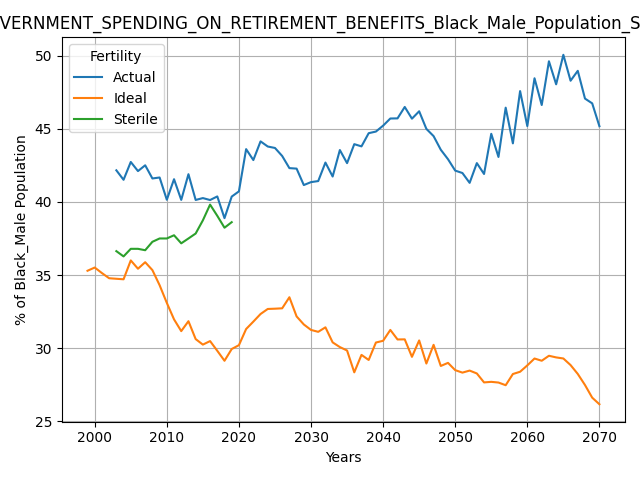 VERNMENT_SPENDING_ON_RETIREMENT_BENEFITS_Black_Male_Population_S
Fertility
Actual
Ideal
Sterile
% of Black_Male Population
50
45
40
35
30
25
2000 2010 2020 2030 2040 2050 2060 2070
Years